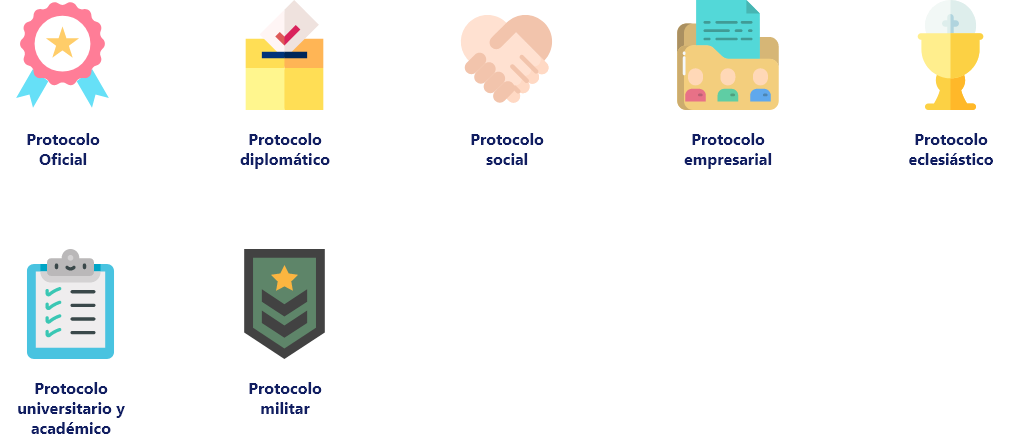 Protocolo
Oficial
Protocolo
diplomático
Protocolo
social
Protocolo
empresarial
Protocolo
eclesiástico
Protocolo
universitario y
académico
Protocolo
militar